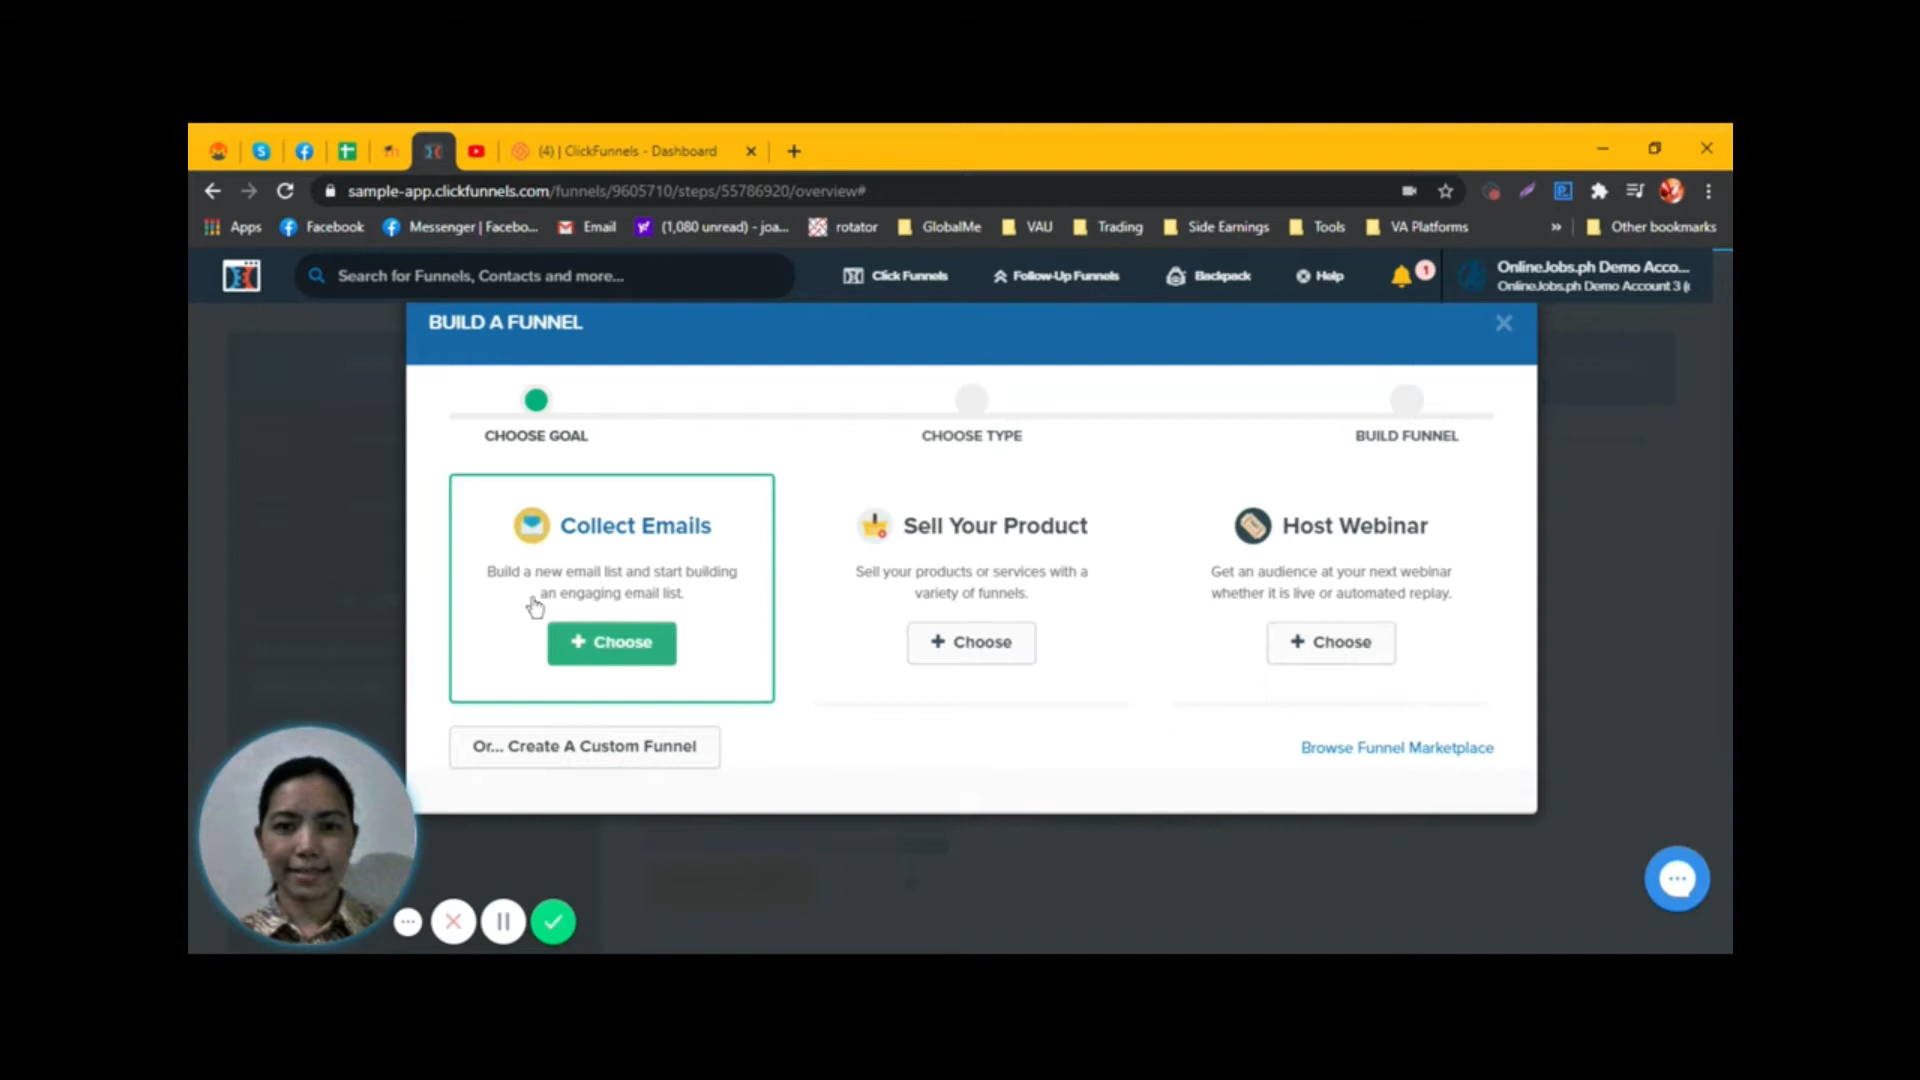 (4) | ClickFunnels - Dashboard
sample-app.clickfunnels.com/funnels/9605710/steps/55786920/overview#
Apps Facebook Messenger | Facebo... Email (1,080 unread) - joa... rotator GlobalMe VAU Trading Side Earnings Tools VA Platforms » Other bookmarks
Search for Funnels, Contacts and more... Click Funnels Follow-Up Funnels Backpack Help 1 OnlineJobs.ph Demo Acco...
OnlineJobs.ph Demo Account 3 (
BUILD A FUNNEL
CHOOSE GOAL CHOOSE TYPE BUILD FUNNEL
Collect Emails Sell Your Product Host Webinar
Build a new email list and start building Sell your products or services with a Get an audience at your next webinar
an engaging email list. variety of funnels. whether it is live or automated replay.
+ Choose + Choose + Choose
Or... Create A Custom Funnel Browse Funnel Marketplace